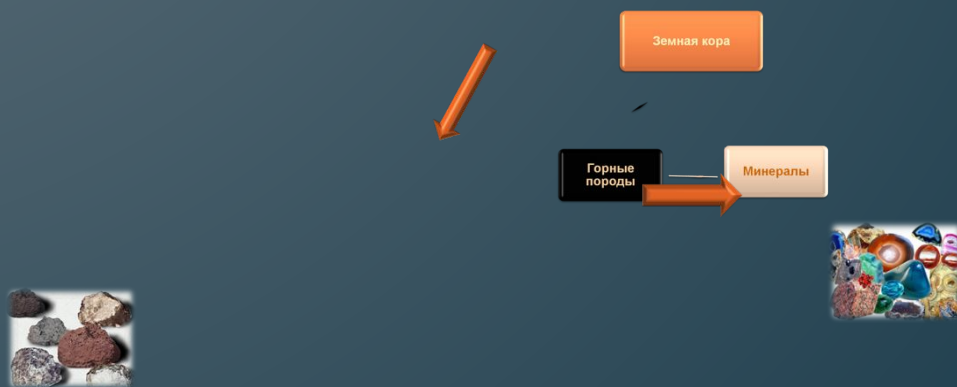 Земная кора
Горные
породы
Минералы